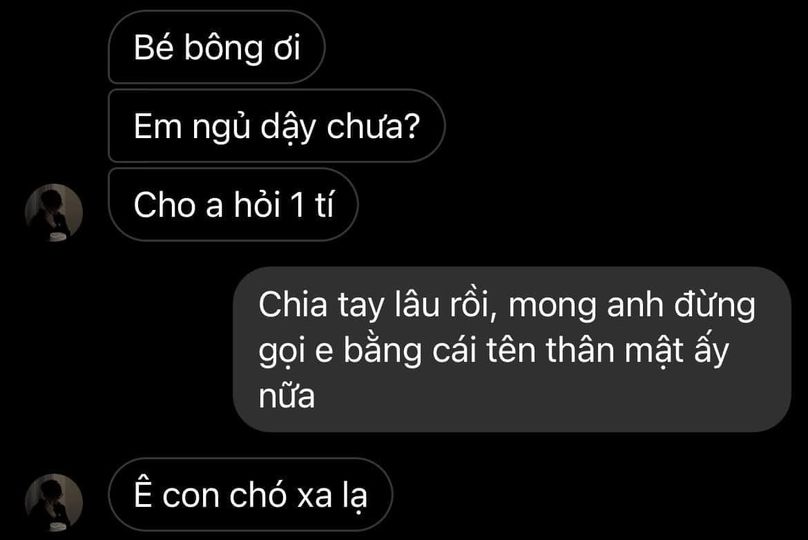 Bé bông ơi
Em ngủ dậy chưa?
Cho a hỏi 1 tí
Chia tay lâu rồi, mong anh đừng
gọi e bằng cái tên thân mật ấy
nữa
Ê con chó xa lạ